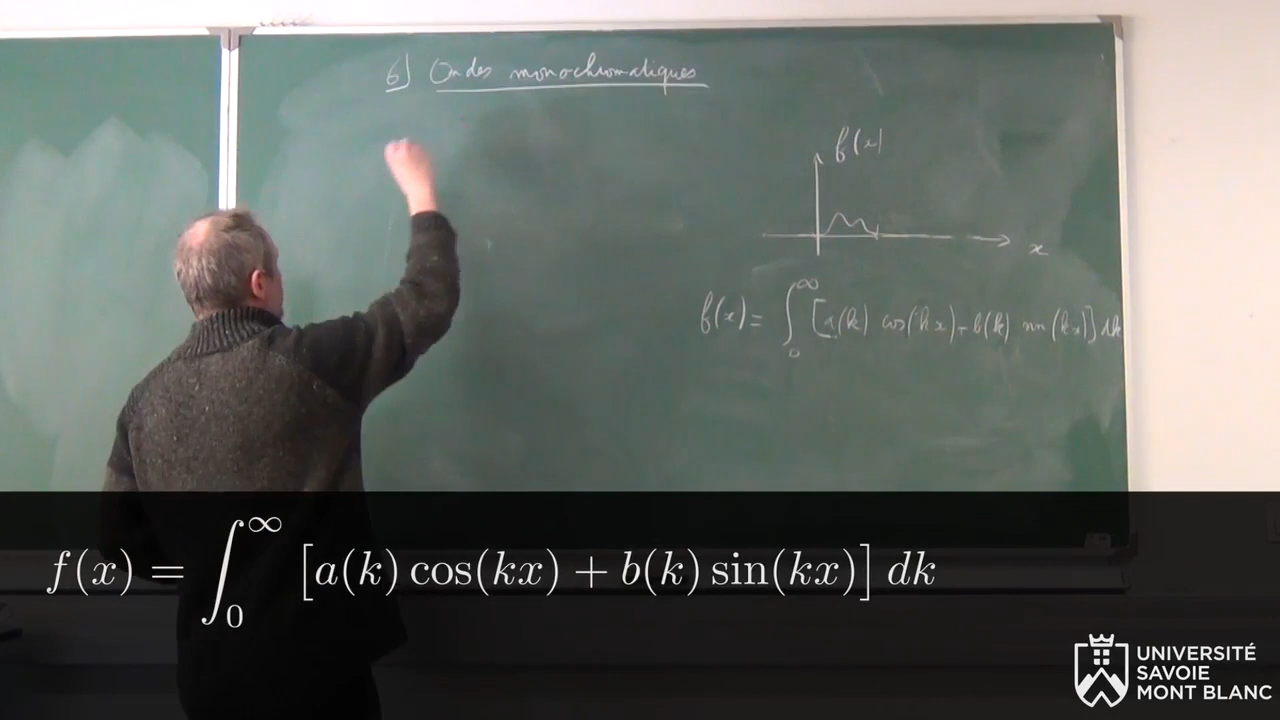 6) Ondes monochromatiques
f(x)
x
f(x) = ∫₀^∞ [a(k) cos(kx) + b(k) sin(kx)] dk
f(x) = ∫₀^∞ [a(k) cos(kx) + b(k) sin(kx)] dk
UNIVERSITÉ
SAVOIE
MONT BLANC